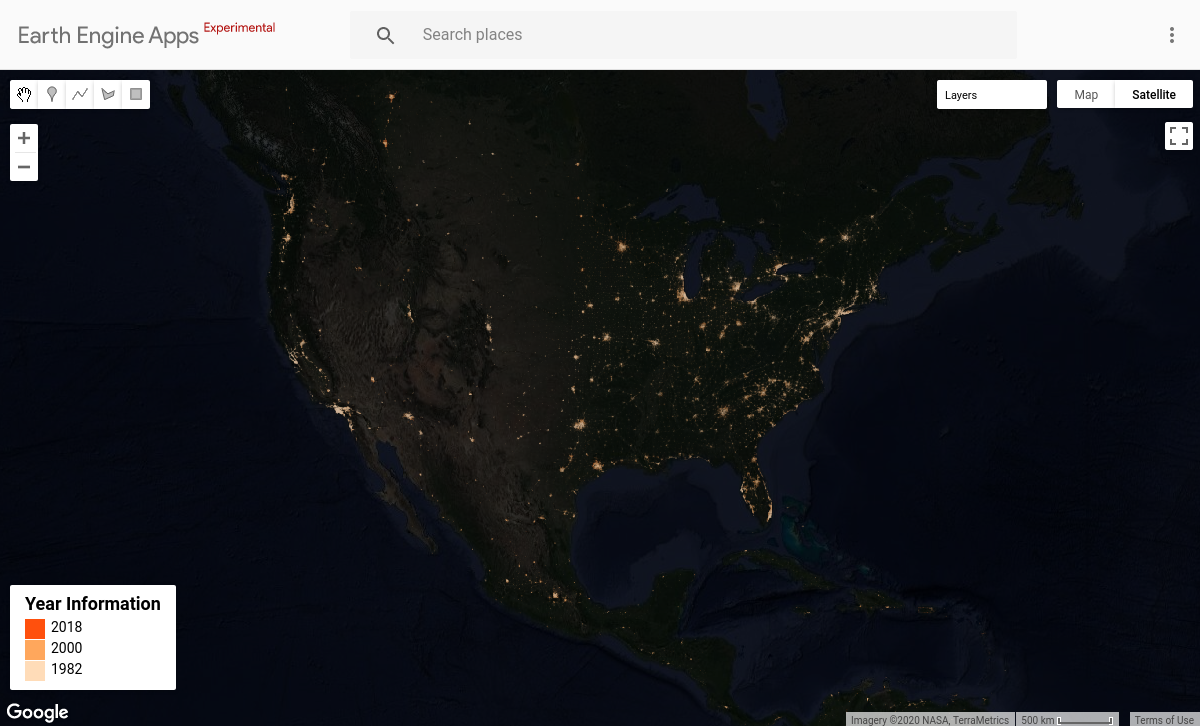 Earth Engine Apps Experimental
Search places
Layers
Map
Satellite
+
−
Year Information
2018
2000
1982
Google
Imagery ©2020 NASA, TerraMetrics
500 km
Terms of Use